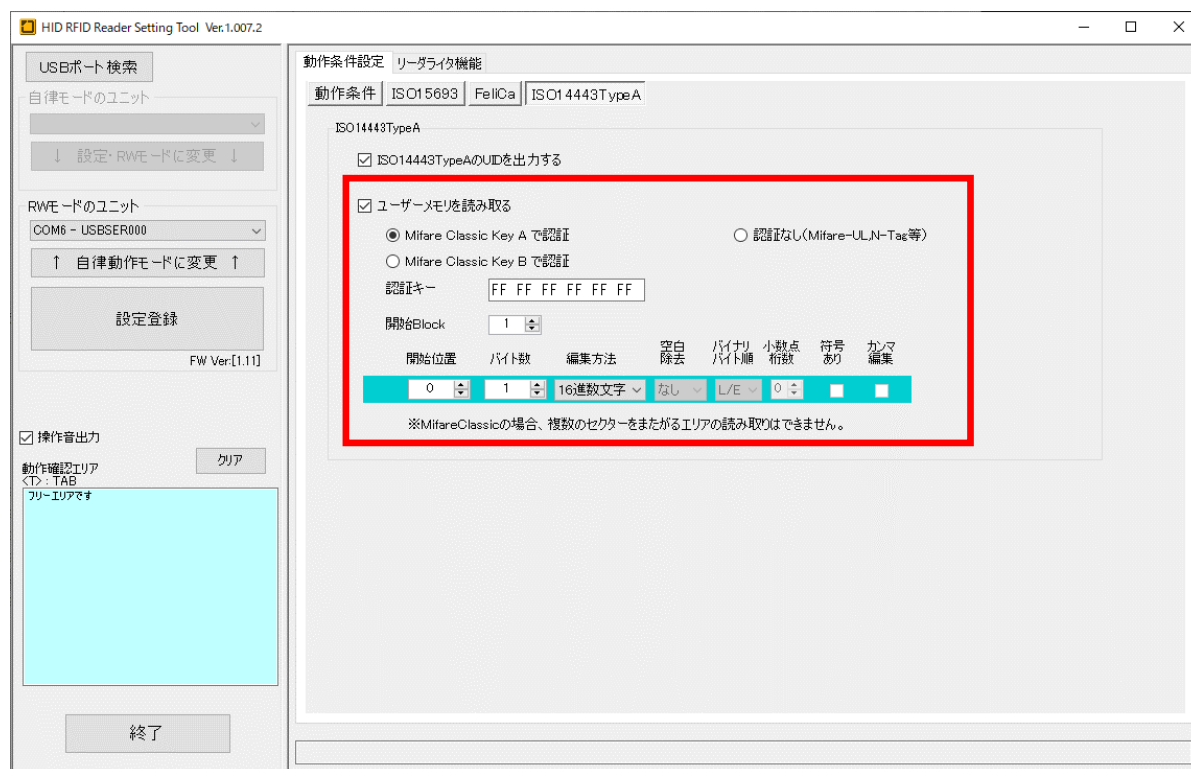 HID RFID Reader Setting Tool Ver.1.007.2
USBポート検索
自律モードのユニット
↓ 設定・RWモードに変更 ↓
RWモードのユニット
COM6 - USBSER000
↑ 自律動作モードに変更 ↑
設定登録
FW Ver:[1.11]
操作音出力
クリア
動作確認エリア
<T> : TAB
フリーエリアです
終了
動作条件設定 リーダライタ機能
動作条件 ISO15693 FeliCa ISO14443TypeA
ISO14443TypeA
ISO14443TypeAのUIDを出力する
ユーザーメモリを読み取る
Mifare Classic Key A で認証 認証なし(Mifare-UL,N-Tag等)
Mifare Classic Key B で認証
認証キー FF FF FF FF FF FF
開始Block 1
空白 バイナリ 小数点 符号 カンマ
開始位置 バイト数 編集方法 除去 バイト順 桁数 あり 編集
0 1 16進数文字 なし L/E 0
※MifareClassicの場合、複数のセクターをまたがるエリアの読み取りはできません。